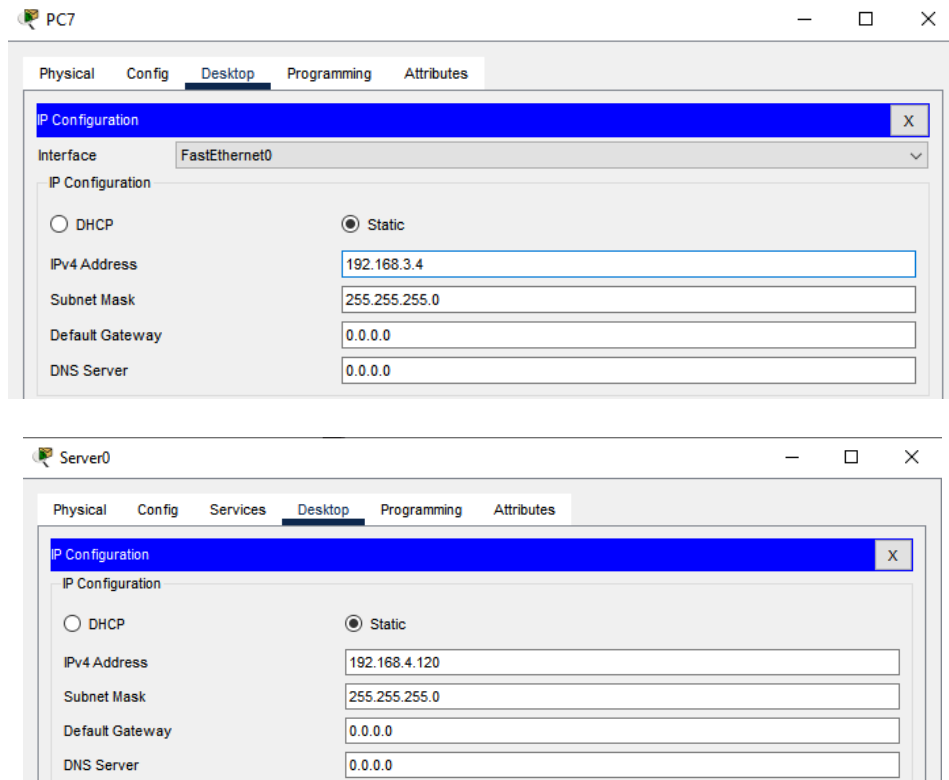 PC7
Physical Config Desktop Programming Attributes
IP Configuration X
Interface FastEthernet0
IP Configuration
DHCP Static
IPv4 Address 192.168.3.4
Subnet Mask 255.255.255.0
Default Gateway 0.0.0.0
DNS Server 0.0.0.0
Server0
Physical Config Services Desktop Programming Attributes
IP Configuration X
IP Configuration
DHCP Static
IPv4 Address 192.168.4.120
Subnet Mask 255.255.255.0
Default Gateway 0.0.0.0
DNS Server 0.0.0.0